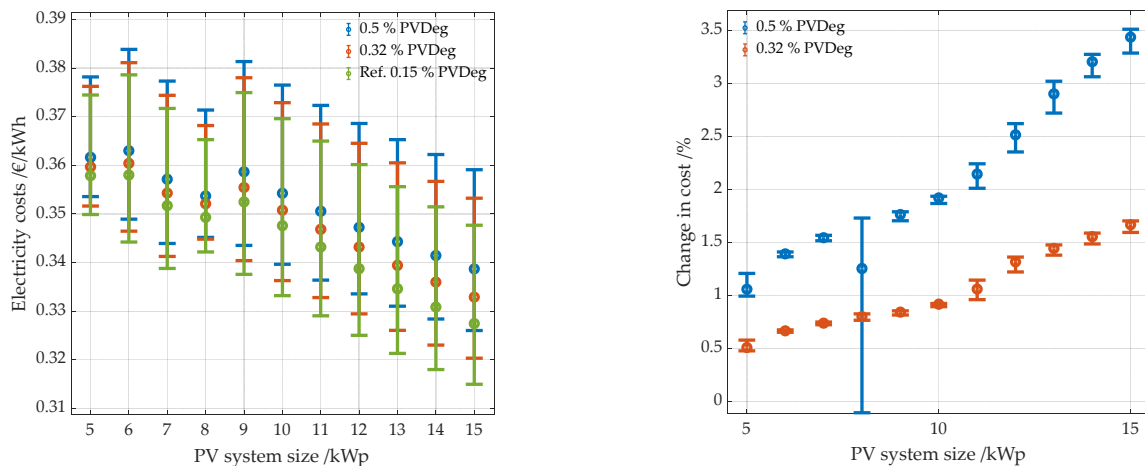 0.39
0.38
0.37
0.36
0.35
0.34
0.33
0.32
0.31
Electricity costs /€/kWh
0.5 % PVDeg
0.32 % PVDeg
Ref. 0.15 % PVDeg
5 6 7 8 9 10 11 12 13 14 15
PV system size /kWp
3.5
3
2.5
2
1.5
1
0.5
0
Change in cost /%
0.5 % PVDeg
0.32 % PVDeg
5 10 15
PV system size /kWp